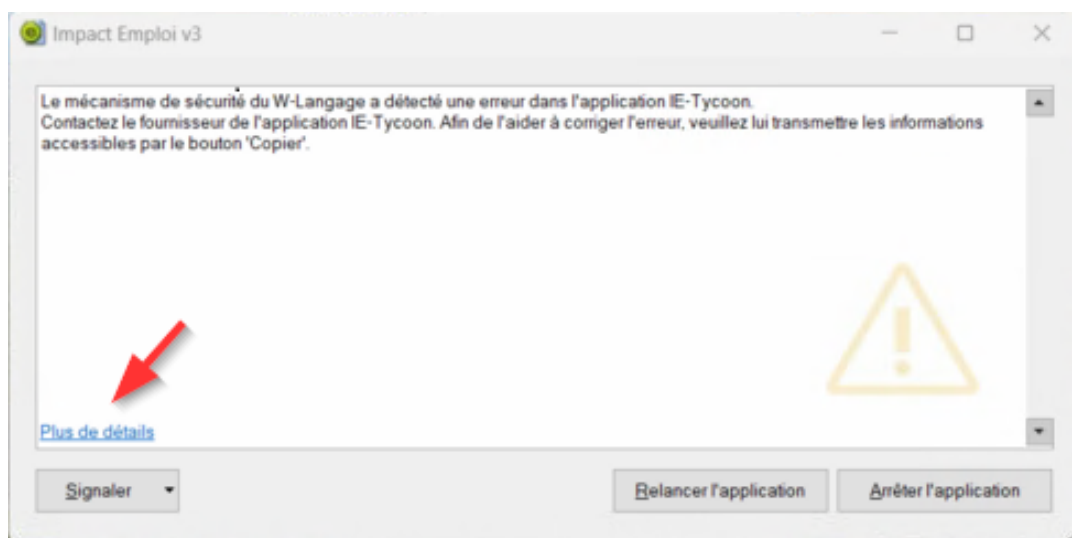 Impact Emploi v3
Le mécanisme de sécurité du W-Langage a détecté une erreur dans l'application IE-Tycoon.
Contactez le fournisseur de l'application IE-Tycoon. Afin de l'aider à corriger l'erreur, veuillez lui transmettre les informations
accessibles par le bouton 'Copier'.
Plus de détails
Signaler
Relancer l'application
Arrêter l'application